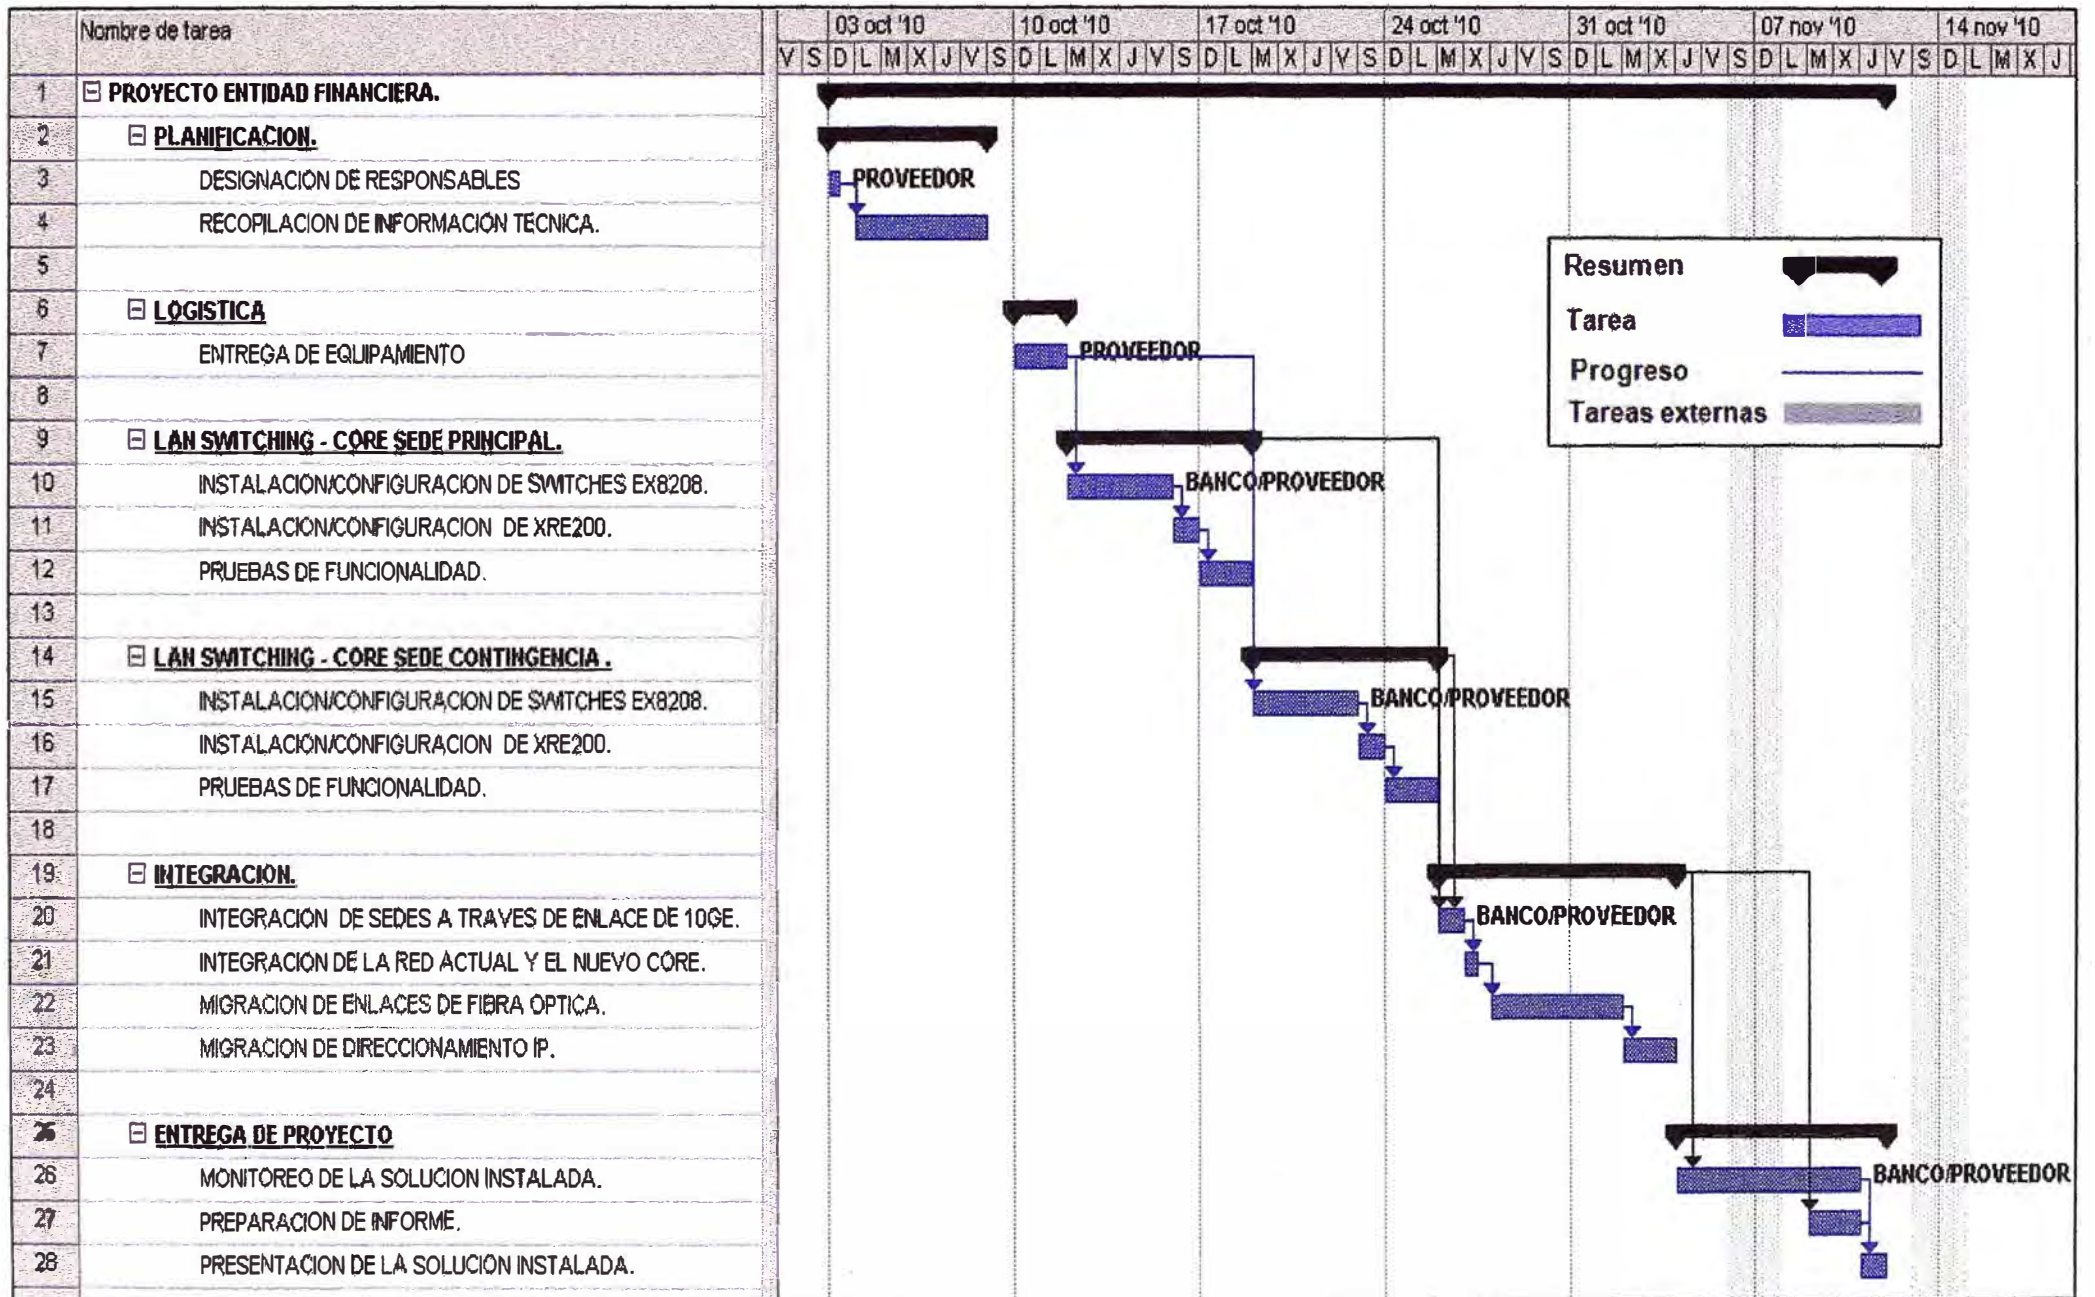 Nombre de tarea
03 oct '10 10 oct '10 17 oct '10 24 oct '10 31 oct '10 07 nov '10 14 nov '10
V S D L M X J V S D L M X J V S D L M X J V S D L M X J V S D L M X J V S D L M X J V S D L M X J
1 PROYECTO ENTIDAD FINANCIERA.
2 PLANIFICACION.
3 DESIGNACION DE RESPONSABLES PROVEEDOR
4 RECOPILACION DE INFORMACION TECNICA.
5
6 LOGISTICA
7 ENTREGA DE EQUIPAMIENTO PROVEEDOR
8
9 LAN SWITCHING - CORE SEDE PRINCIPAL.
10 INSTALACION/CONFIGURACION DE SWITCHES EX8208. BANCO/PROVEEDOR
11 INSTALACION/CONFIGURACION DE XRE200.
12 PRUEBAS DE FUNCIONALIDAD.
13
14 LAN SWITCHING - CORE SEDE CONTINGENCIA .
15 INSTALACION/CONFIGURACION DE SWITCHES EX8208. BANCO/PROVEEDOR
16 INSTALACION/CONFIGURACION DE XRE200.
17 PRUEBAS DE FUNCIONALIDAD.
18
19 INTEGRACION.
20 INTEGRACION DE SEDES A TRAVES DE ENLACE DE 10GE. BANCO/PROVEEDOR
21 INTEGRACION DE LA RED ACTUAL Y EL NUEVO CORE.
22 MIGRACION DE ENLACES DE FIBRA OPTICA.
23 MIGRACION DE DIRECCIONAMIENTO IP.
24
25 ENTREGA DE PROYECTO
26 MONITOREO DE LA SOLUCION INSTALADA. BANCO/PROVEEDOR
27 PREPARACION DE INFORME.
28 PRESENTACION DE LA SOLUCION INSTALADA.
Resumen
Tarea
Progreso
Tareas externas